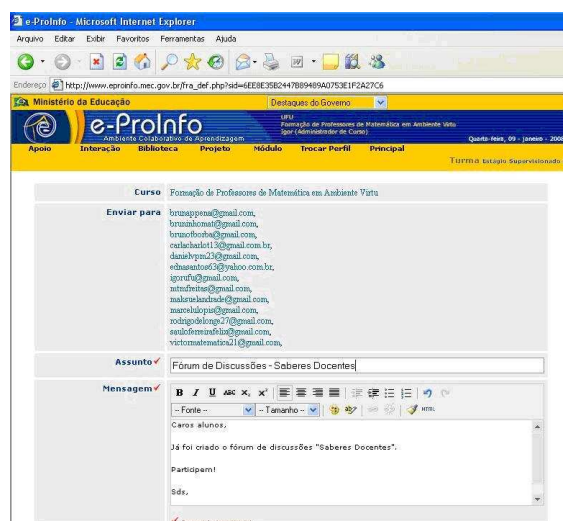 e-ProInfo - Microsoft Internet Explorer
Arquivo Editar Exibir Favoritos Ferramentas Ajuda
Endereço http://www.eproinfo.mec.gov.br/fra_def.php?sid=6EE8E35B2447B89489A0753E1F2A27C6
Ministério da Educação Destaques do Governo
e-ProInfo
Ambiente Colaborativo de Aprendizagem
UFU
Formação de Professores de Matemática em Ambiente Virtu
Igor (Administrador de Curso)
Quarta-feira, 09 - janeiro - 2008
Apoio Interação Biblioteca Projeto Módulo Trocar Perfil Principal
Turma Estágio Supervisionado
Curso Formação de Professores de Matemática em Ambiente Virtu
Enviar para brunappena@gmail.com,
bruninhomat@gmail.com,
brunotborba@gmail.com,
carlacharlot13@gmail.com.br,
danielvpm23@gmail.com,
ednasantos63@yahoo.com.br,
igorufu@gmail.com,
mtmfreitas@gmail.com,
maksuelandrade@gmail.com,
marcelulopis@gmail.com,
rodrigodelonge27@gmail.com,
sauloferreirafelix@gmail.com,
victormatematica21@gmail.com,
Assunto Fórum de Discussões - Saberes Docentes
Mensagem B I U ABC X, X'
-- Fonte -- -- Tamanho -- HTML
Caros alunos,
Já foi criado o fórum de discussões "Saberes Docentes".
Participem!
Sds,